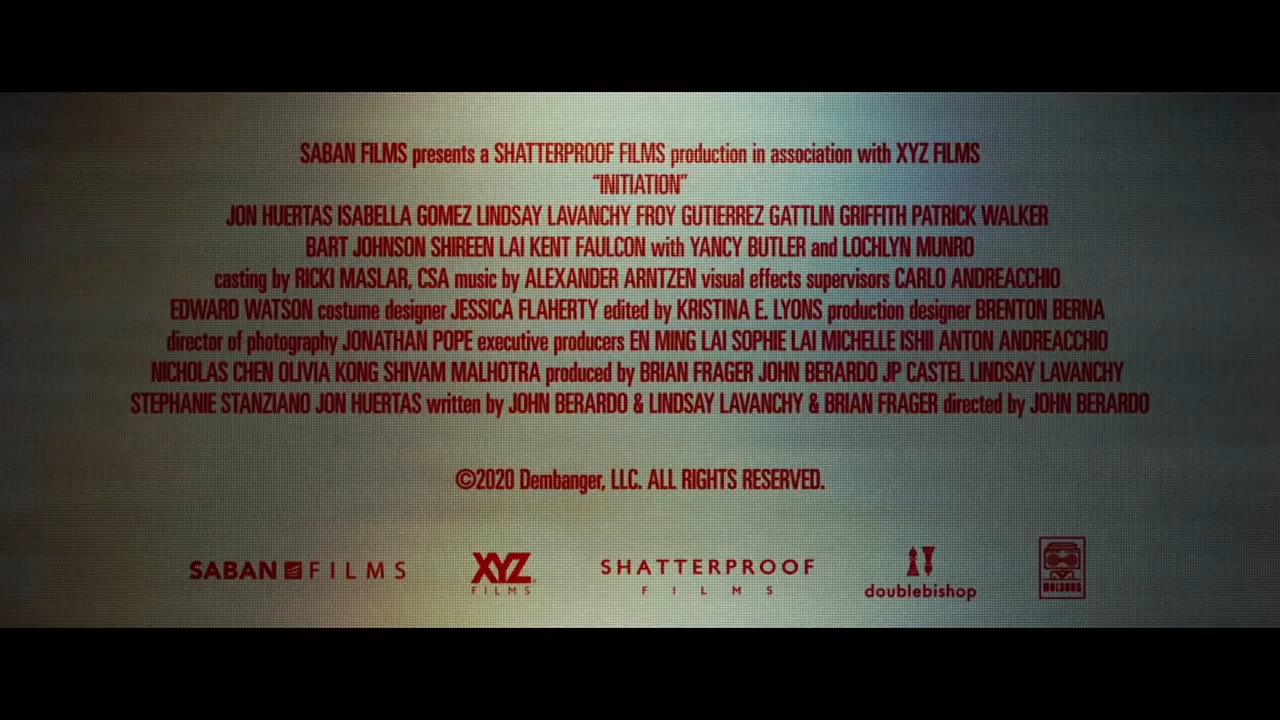 SABAN FILMS presents a SHATTERPROOF FILMS production in association with XYZ FILMS
“INITIATION”
JON HUERTAS ISABELLA GOMEZ LINDSAY LAVANCHY FROY GUTIERREZ GATTLIN GRIFFITH PATRICK WALKER
BART JOHNSON SHIREEN LAI KENT FAULCON with YANCY BUTLER and LOCHLYN MUNRO
casting by RICKI MASLAR, CSA music by ALEXANDER ARNTZEN visual effects supervisors CARLO ANDREACCHIO
EDWARD WATSON costume designer JESSICA FLAHERTY edited by KRISTINA E. LYONS production designer BRENTON BERNA
director of photography JONATHAN POPE executive producers EN MING LAI SOPHIE LAI MICHELLE ISHII ANTON ANDREACCHIO
NICHOLAS CHEN OLIVIA KONG SHIVAM MALHOTRA produced by BRIAN FRAGER JOHN BERARDO JP CASTEL LINDSAY LAVANCHY
STEPHANIE STANZIANO JON HUERTAS written by JOHN BERARDO & LINDSAY LAVANCHY & BRIAN FRAGER directed by JOHN BERARDO
©2020 Dembanger, LLC. ALL RIGHTS RESERVED.
SABAN FILMS
XYZ
FILMS
SHATTERPROOF
FILMS
doublebishop